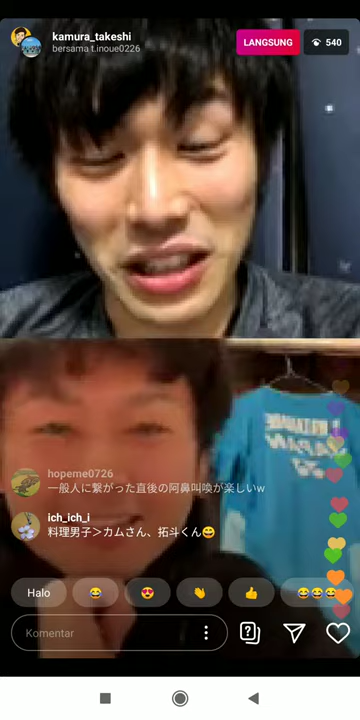 kamura_takeshi
bersama t.inoue0226
LANGSUNG
540
hopeme0726
一般人に繋がった直後の阿鼻叫喚が楽しいw
ich_ich_i
料理男子＞カムさん、拓斗くん😄
Halo
Komentar